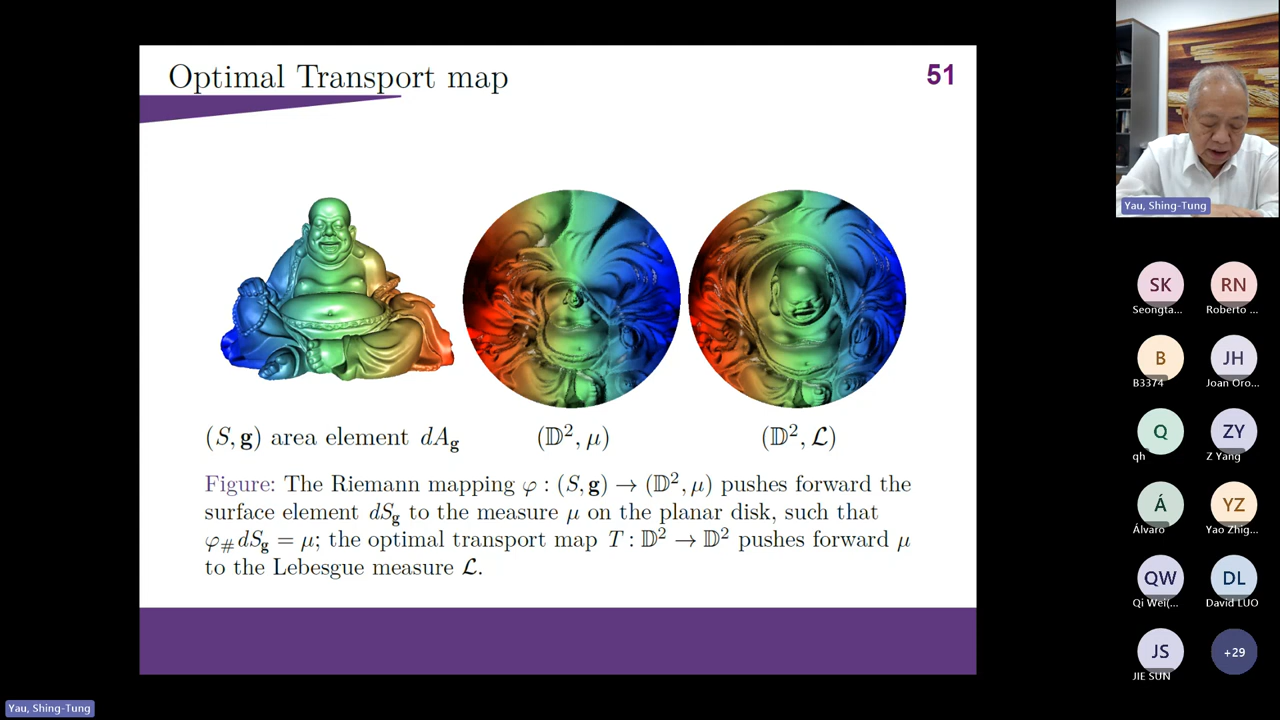 Optimal Transport map
51
(S, g) area element dA_g
(𝔻², μ)
(𝔻², ℒ)
Figure: The Riemann mapping φ : (S, g) → (𝔻², μ) pushes forward the
surface element dS_g to the measure μ on the planar disk, such that
φ_# dS_g = μ; the optimal transport map T : 𝔻² → 𝔻² pushes forward μ
to the Lebesgue measure ℒ.
Yau, Shing-Tung
SK
Seongta...
RN
Roberto ...
B
B3374
JH
Joan Oro...
Q
qh
ZY
Z Yang
Á
Álvaro
YZ
Yao Zhig...
QW
Qi Wei(...
DL
David LUO
JS
JIE SUN
+29
Yau, Shing-Tung